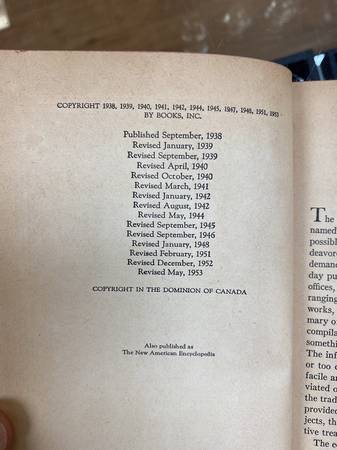 COPYRIGHT 1938, 1939, 1940, 1941, 1942, 1944, 1945, 1947, 1948, 1951, 1953
BY BOOKS, INC.
Published September, 1938
Revised January, 1939
Revised September, 1939
Revised April, 1940
Revised October, 1940
Revised March, 1941
Revised January, 1942
Revised August, 1942
Revised May, 1944
Revised September, 1945
Revised September, 1946
Revised January, 1948
Revised February, 1951
Revised December, 1952
Revised May, 1953
COPYRIGHT IN THE DOMINION OF CANADA
Also published as
The New American Encyclopedia
The
named
possibl
deavor
deman
day pu
offices,
ranging
works,
mary o
compila
somethi
The inf
or too c
facile an
viated o
the trad
provided
jects, th
tive trea
The e